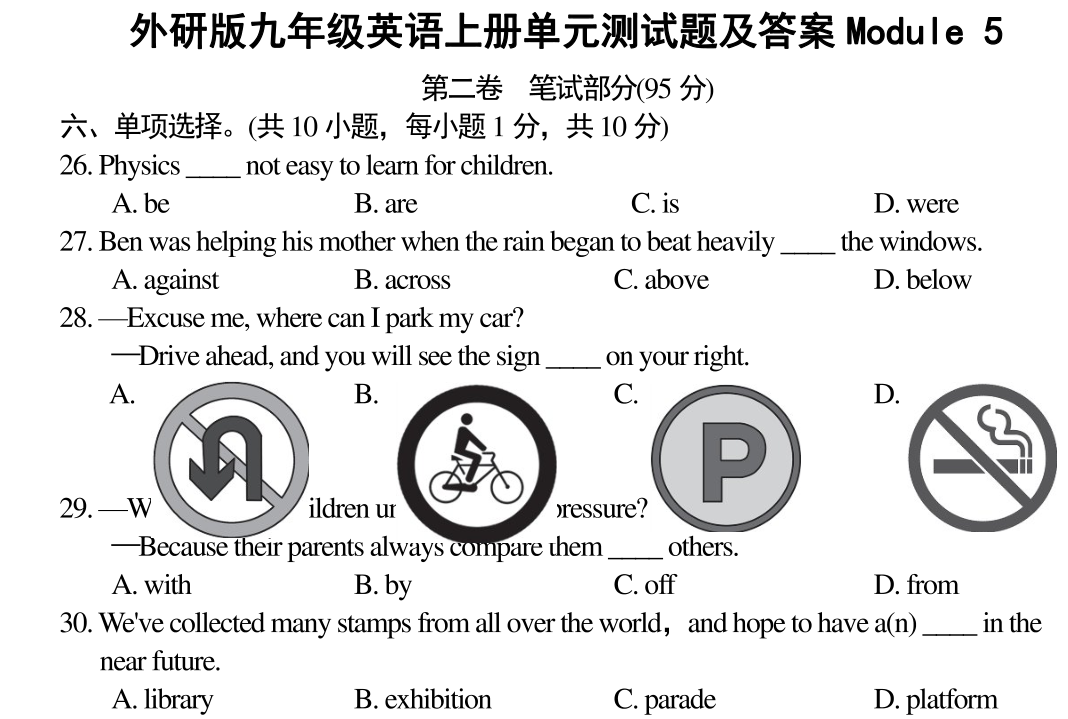 外研版九年级英语上册单元测试题及答案 Module 5
第二卷 笔试部分(95 分)
六、单项选择。(共 10 小题，每小题 1 分，共 10 分)
26. Physics ____ not easy to learn for children.
A. be B. are C. is D. were
27. Ben was helping his mother when the rain began to beat heavily ____ the windows.
A. against B. across C. above D. below
28. —Excuse me, where can I park my car?
—Drive ahead, and you will see the sign ____ on your right.
A. B. C. D.
P
29. — pressure?
—Because their parents always compare them ____ others.
A. with B. by C. off D. from
30. We've collected many stamps from all over the world，and hope to have a(n) ____ in the
near future.
A. library B. exhibition C. parade D. platform